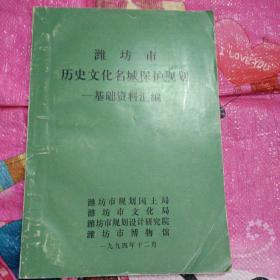 潍坊市
历史文化名城保护规划
—基础资料汇编
潍坊市规划国土局
潍坊市文化局
潍坊市规划设计研究院
潍坊市博物馆
一九九四年十二月